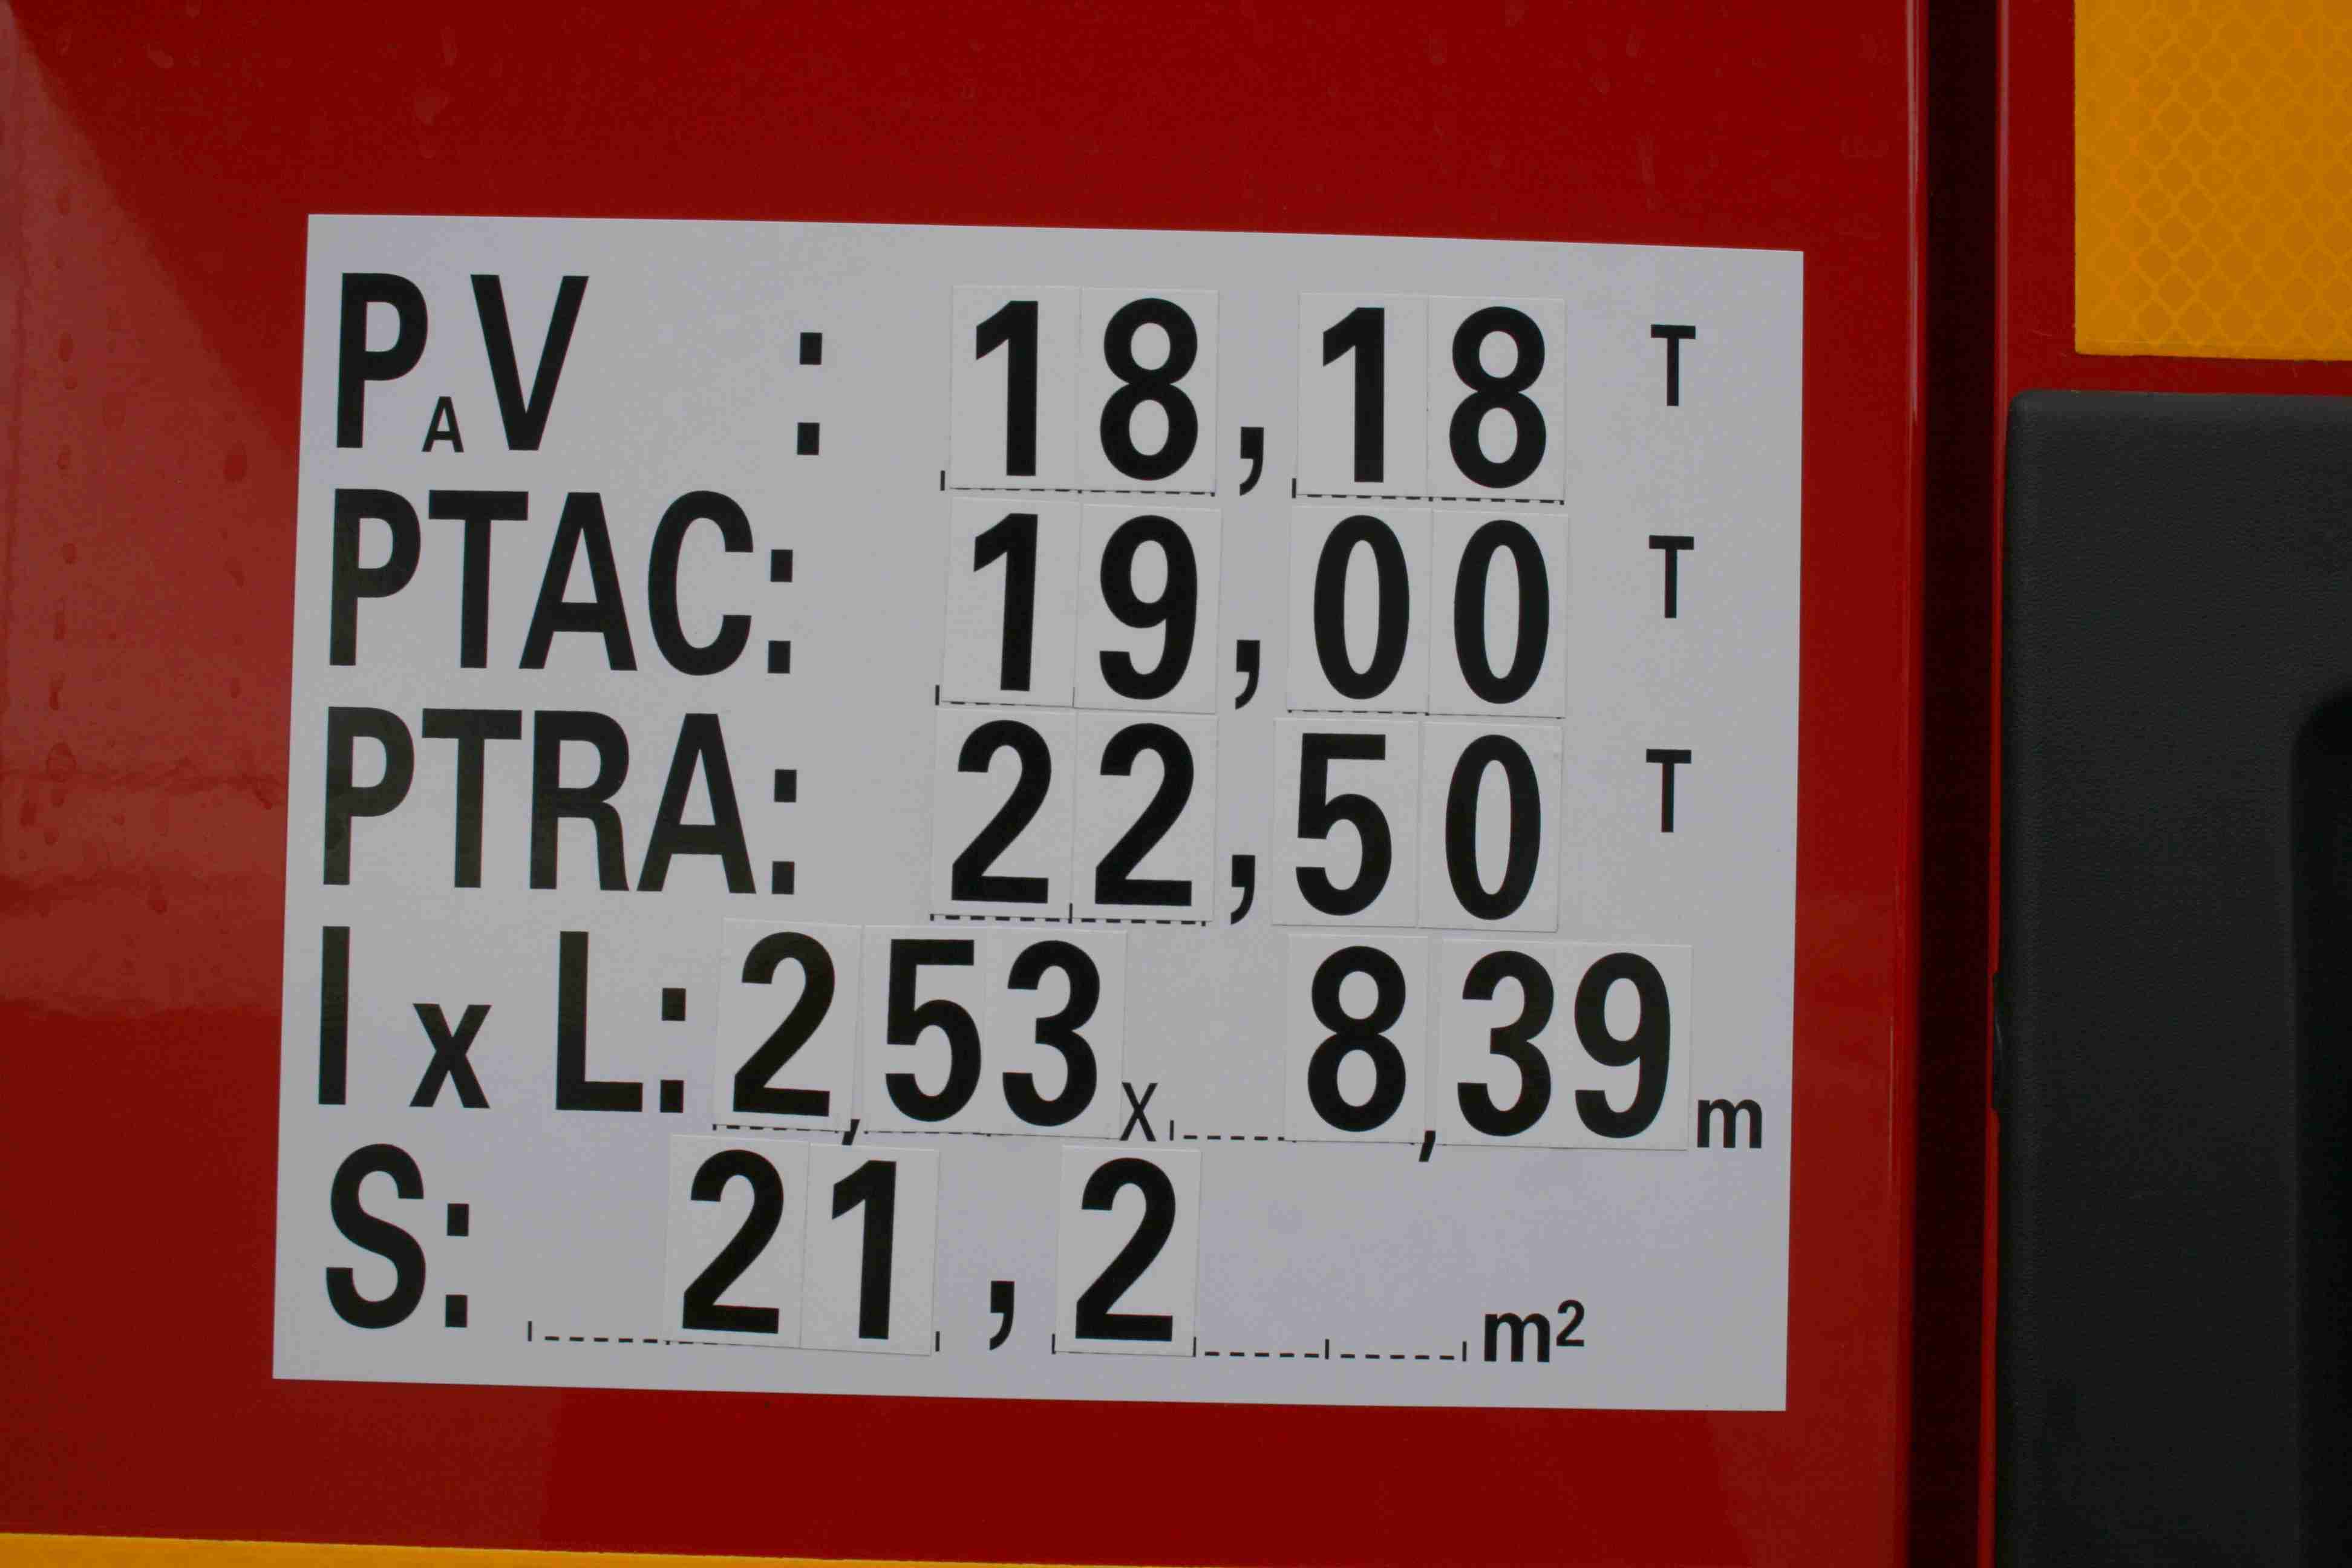 PAV : 18,18 T
PTAC: 19,00 T
PTRA: 22,50 T
l x L: 2,53 x 8,39 m
S: 21,2 m²